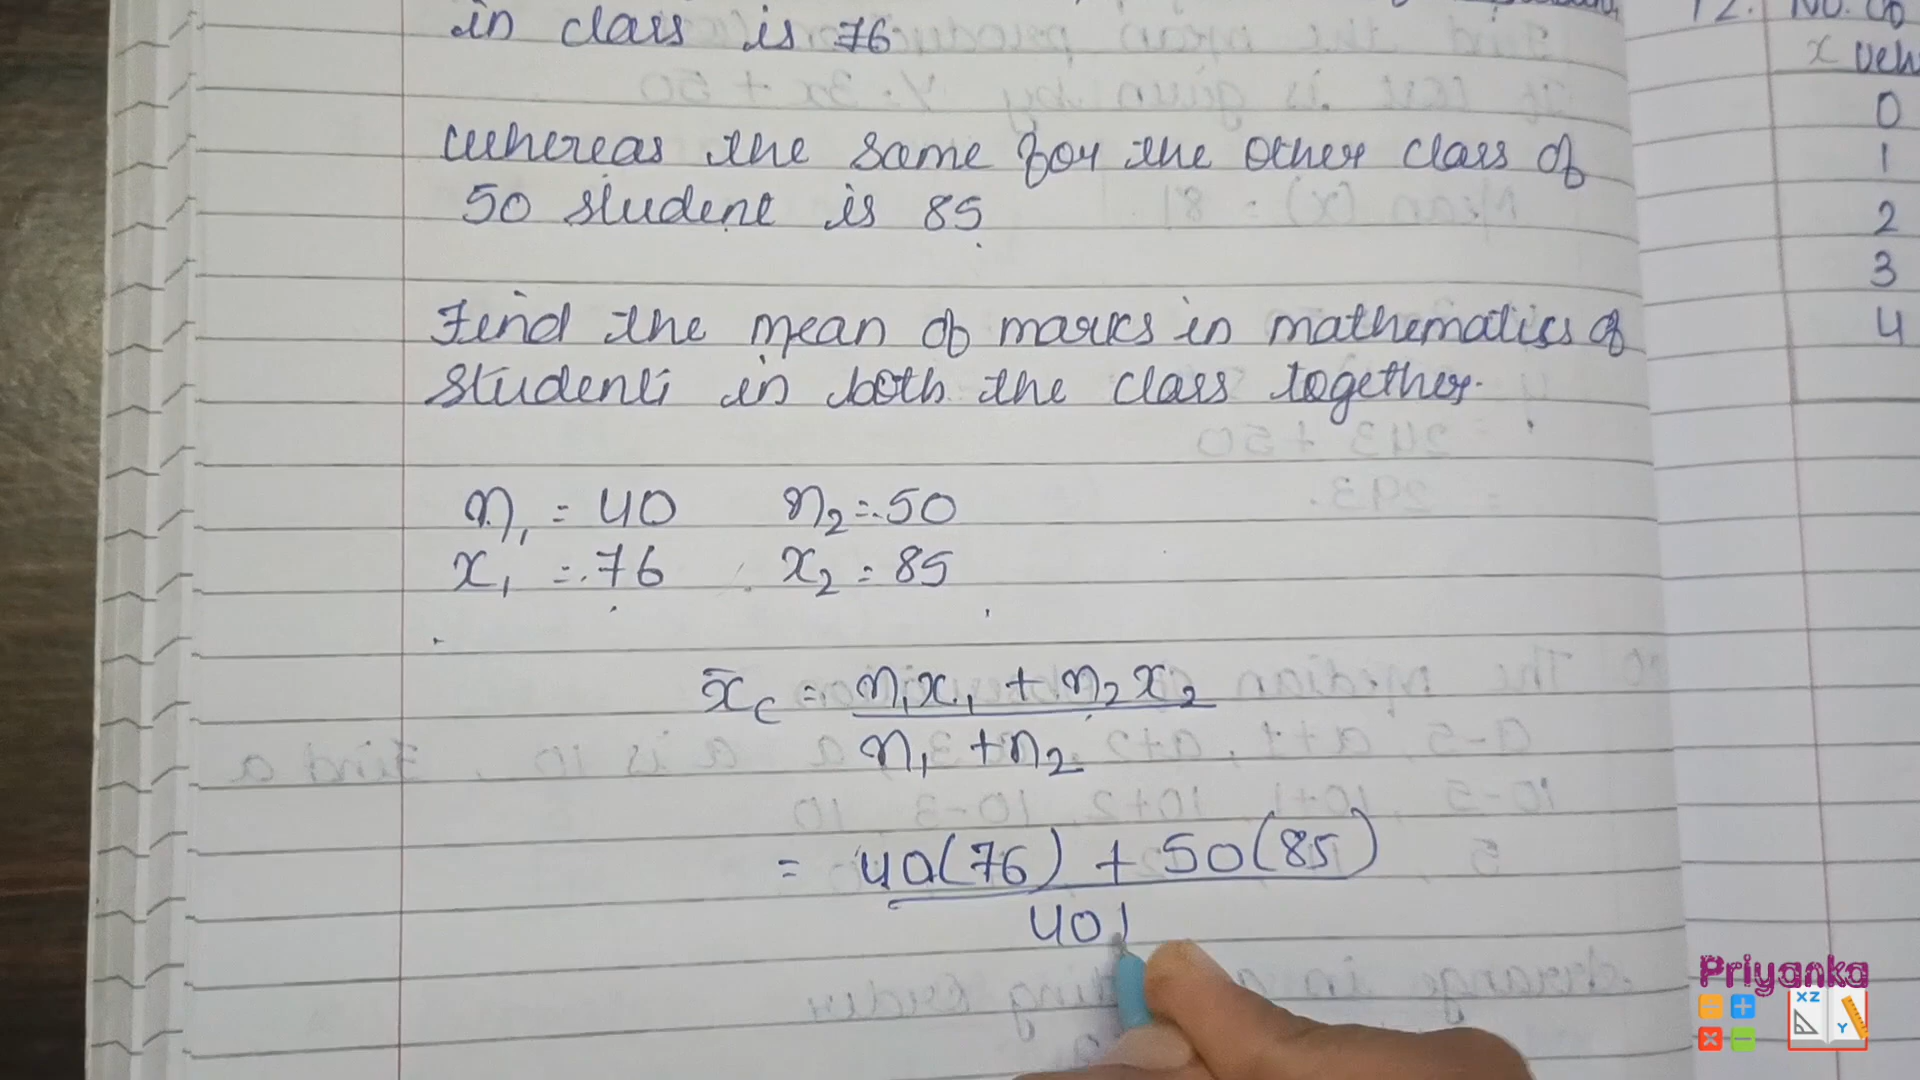 in class is 76
whereas the same for the other class of
50 student is 85
Find the mean of marks in mathematics of
students in both the class together.
n₁ = 40 n₂ = 50
x₁ = 76 x₂ = 85
x̄c = n₁x₁ + n₂x₂
n₁ + n₂
= 40(76) + 50(85)
40
12. No. of
x veh
0
1
2
3
4
Priyanka
XZ
Y